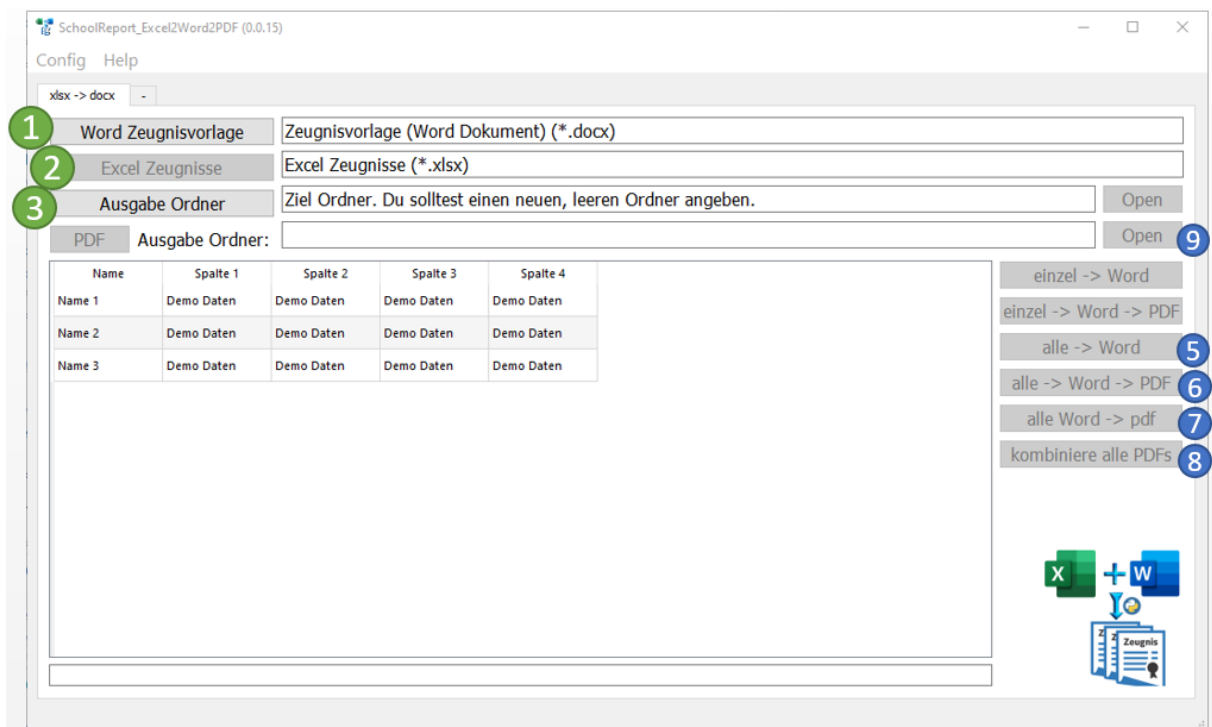 SchoolReport_Excel2Word2PDF (0.0.15)
Config Help
xlsx -> docx -
1 Word Zeugnisvorlage Zeugnisvorlage (Word Dokument) (*.docx)
2 Excel Zeugnisse Excel Zeugnisse (*.xlsx)
3 Ausgabe Ordner Ziel Ordner. Du solltest einen neuen, leeren Ordner angeben. Open
PDF Ausgabe Ordner: Open 9
Name Spalte 1 Spalte 2 Spalte 3 Spalte 4
Name 1 Demo Daten Demo Daten Demo Daten Demo Daten
Name 2 Demo Daten Demo Daten Demo Daten Demo Daten
Name 3 Demo Daten Demo Daten Demo Daten Demo Daten
einzel -> Word
einzel -> Word -> PDF
alle -> Word 5
alle -> Word -> PDF 6
alle Word -> pdf 7
kombiniere alle PDFs 8
X + W
Z Z Zeugnis